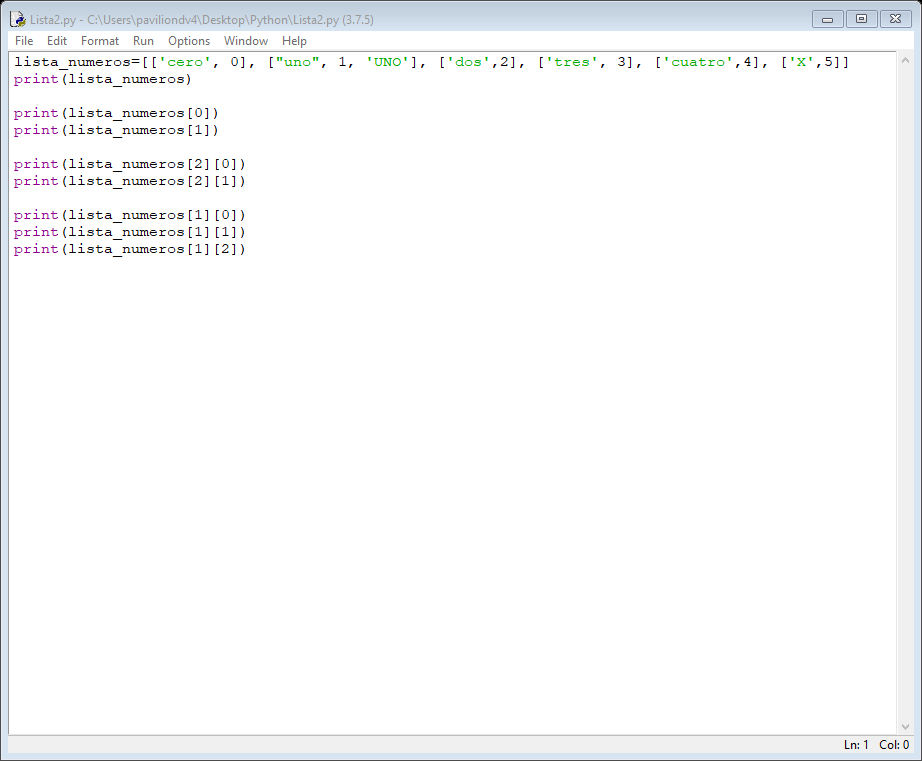 Lista2.py - C:\Users\paviliondv4\Desktop\Python\Lista2.py (3.7.5)
File Edit Format Run Options Window Help
lista_numeros=[['cero', 0], ["uno", 1, 'UNO'], ['dos',2], ['tres', 3], ['cuatro',4], ['X',5]]
print(lista_numeros)
print(lista_numeros[0])
print(lista_numeros[1])
print(lista_numeros[2][0])
print(lista_numeros[2][1])
print(lista_numeros[1][0])
print(lista_numeros[1][1])
print(lista_numeros[1][2])
Ln: 1 Col: 0